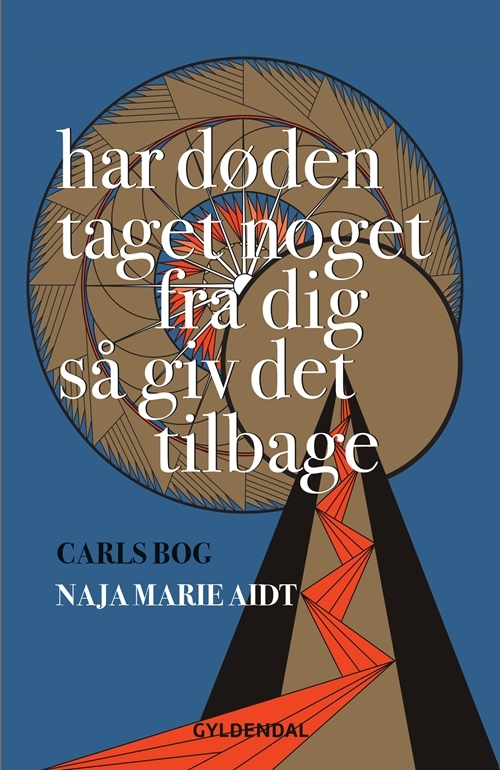 har døden
taget noget
fra dig
så giv det
tilbage
CARLS BOG
NAJA MARIE AIDT
GYLDENDAL